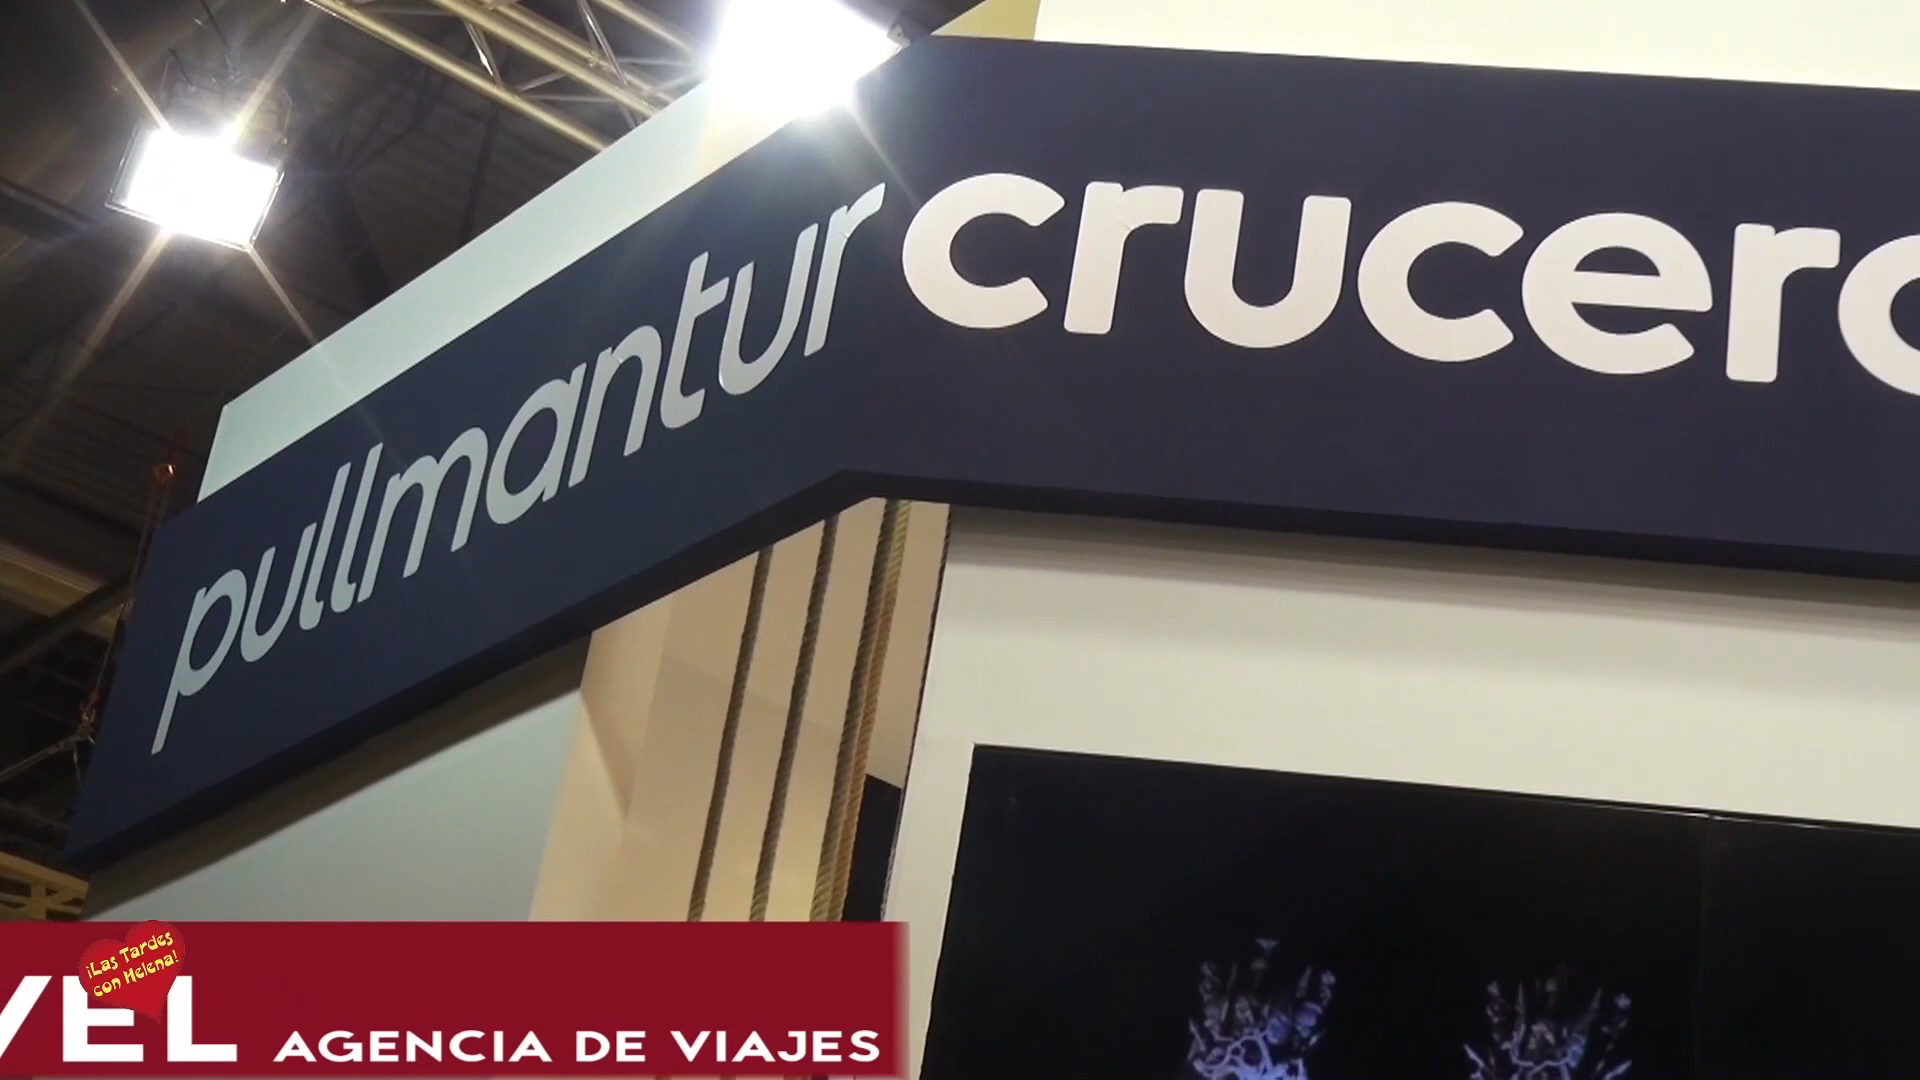 pullmantur
crucero
¡Las Tardes
con Helena!
VEL AGENCIA DE VIAJES